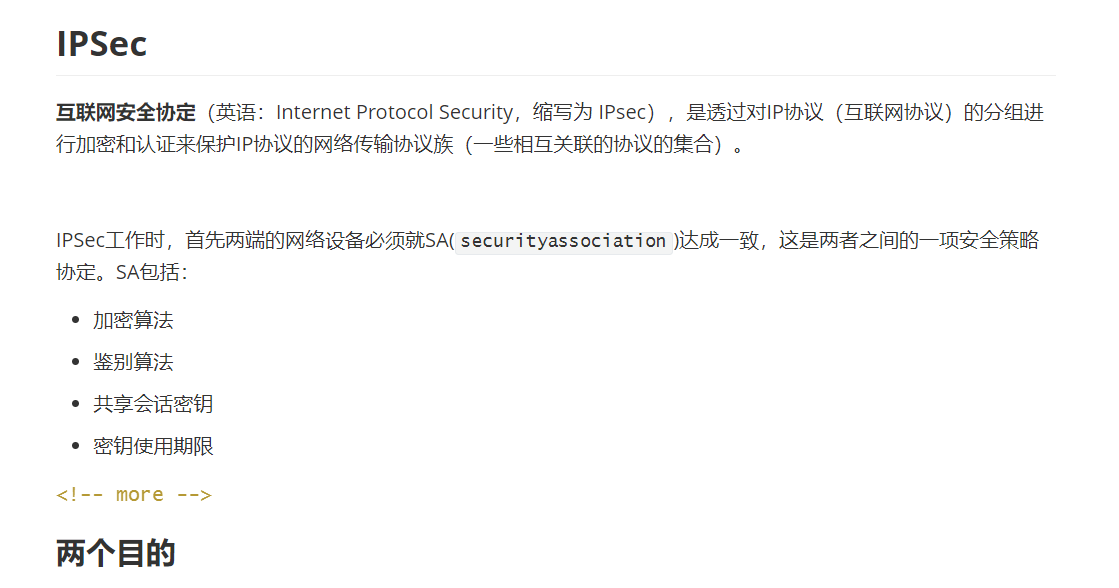 IPSec
互联网安全协定（英语：Internet Protocol Security，缩写为 IPsec），是透过对IP协议（互联网协议）的分组进
行加密和认证来保护IP协议的网络传输协议族（一些相互关联的协议的集合）。
IPSec工作时，首先两端的网络设备必须就SA(securityassociation)达成一致，这是两者之间的一项安全策略
协定。SA包括：
• 加密算法
• 鉴别算法
• 共享会话密钥
• 密钥使用期限
<!-- more -->
两个目的